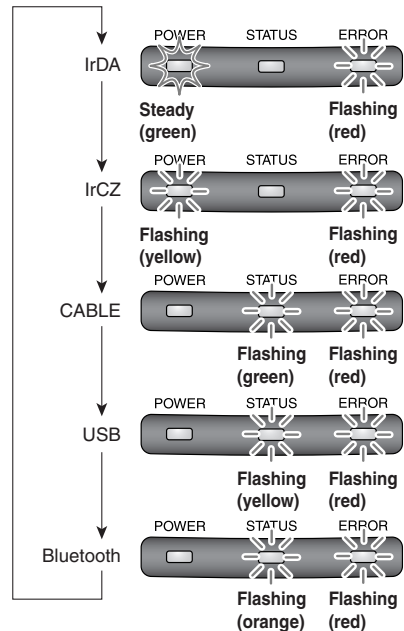 POWER STATUS ERROR
IrDA
Steady Flashing
(green) (red)
POWER STATUS ERROR
IrCZ
Flashing Flashing
(yellow) (red)
POWER STATUS ERROR
CABLE
Flashing Flashing
(green) (red)
POWER STATUS ERROR
USB
Flashing Flashing
(yellow) (red)
POWER STATUS ERROR
Bluetooth
Flashing Flashing
(orange) (red)